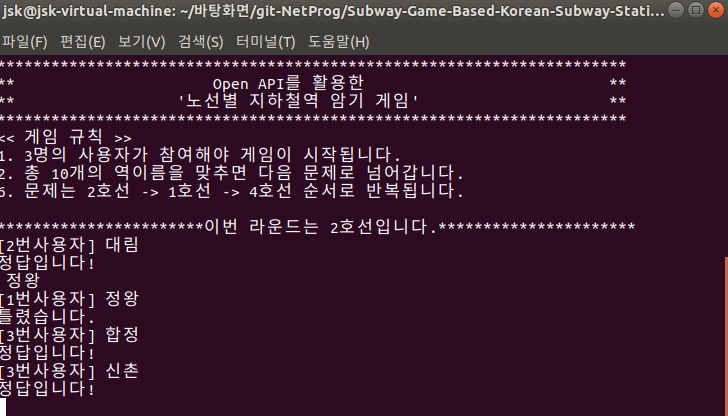 jsk@jsk-virtual-machine: ~/바탕화면/git-NetProg/Subway-Game-Based-Korean-Subway-Stati...
파일(F) 편집(E) 보기(V) 검색(S) 터미널(T) 도움말(H)
**********************************************************************
** Open API를 활용한 **
** '노선별 지하철역 암기 게임' **
**********************************************************************
<< 게임 규칙 >>
1. 3명의 사용자가 참여해야 게임이 시작됩니다.
2. 총 10개의 역이름을 맞추면 다음 문제로 넘어갑니다.
6. 문제는 2호선 -> 1호선 -> 4호선 순서로 반복됩니다.
***********************이번 라운드는 2호선입니다.**********************
[2번사용자] 대림
정답입니다!
정왕
[1번사용자] 정왕
틀렸습니다.
[3번사용자] 합정
정답입니다!
[3번사용자] 신촌
정답입니다!